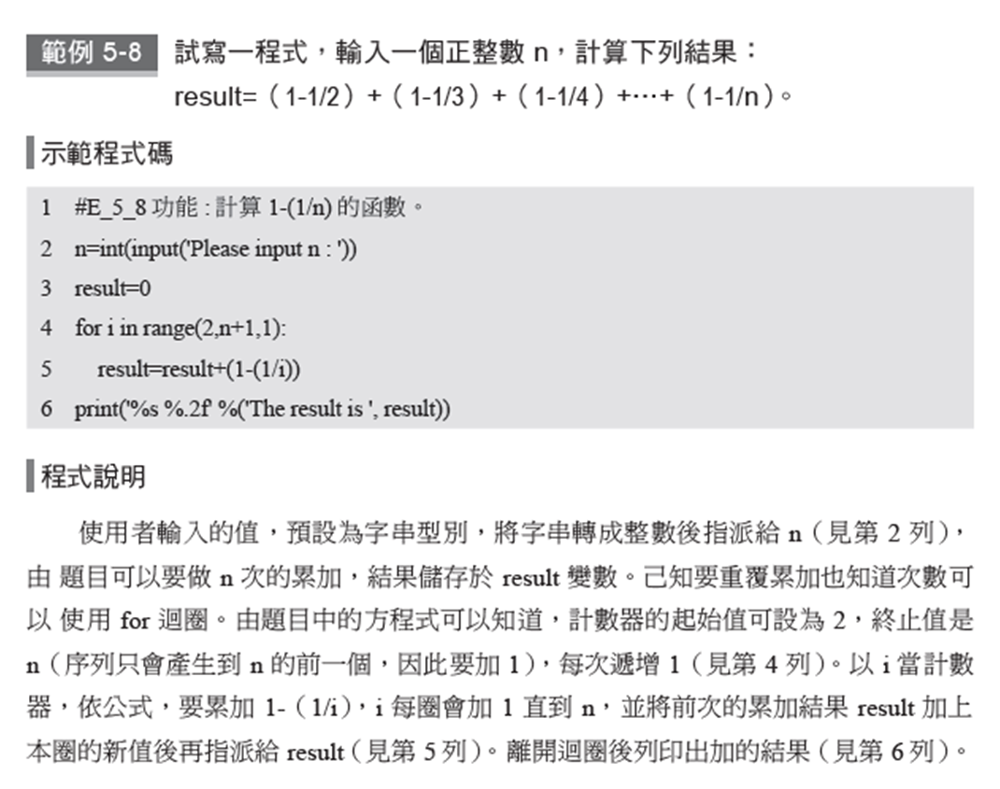 範例 5-8 試寫一程式，輸入一個正整數 n，計算下列結果：
result=（1-1/2）+（1-1/3）+（1-1/4）+…+（1-1/n）。
示範程式碼
1 #E_5_8 功能 : 計算 1-(1/n) 的函數。
2 n=int(input('Please input n : '))
3 result=0
4 for i in range(2,n+1,1):
5 result=result+(1-(1/i))
6 print('%s %.2f' %('The result is ', result))
程式說明
使用者輸入的值，預設為字串型別，將字串轉成整數後指派給 n（見第 2 列），
由 題目可以要做 n 次的累加，結果儲存於 result 變數。己知要重覆累加也知道次數可
以 使用 for 迴圈。由題目中的方程式可以知道，計數器的起始值可設為 2，終止值是
n（序列只會產生到 n 的前一個，因此要加 1），每次遞增 1（見第 4 列）。以 i 當計數
器，依公式，要累加 1-（1/i），i 每圈會加 1 直到 n，並將前次的累加結果 result 加上
本圈的新值後再指派給 result（見第 5 列）。離開迴圈後列印出加的結果（見第 6 列）。